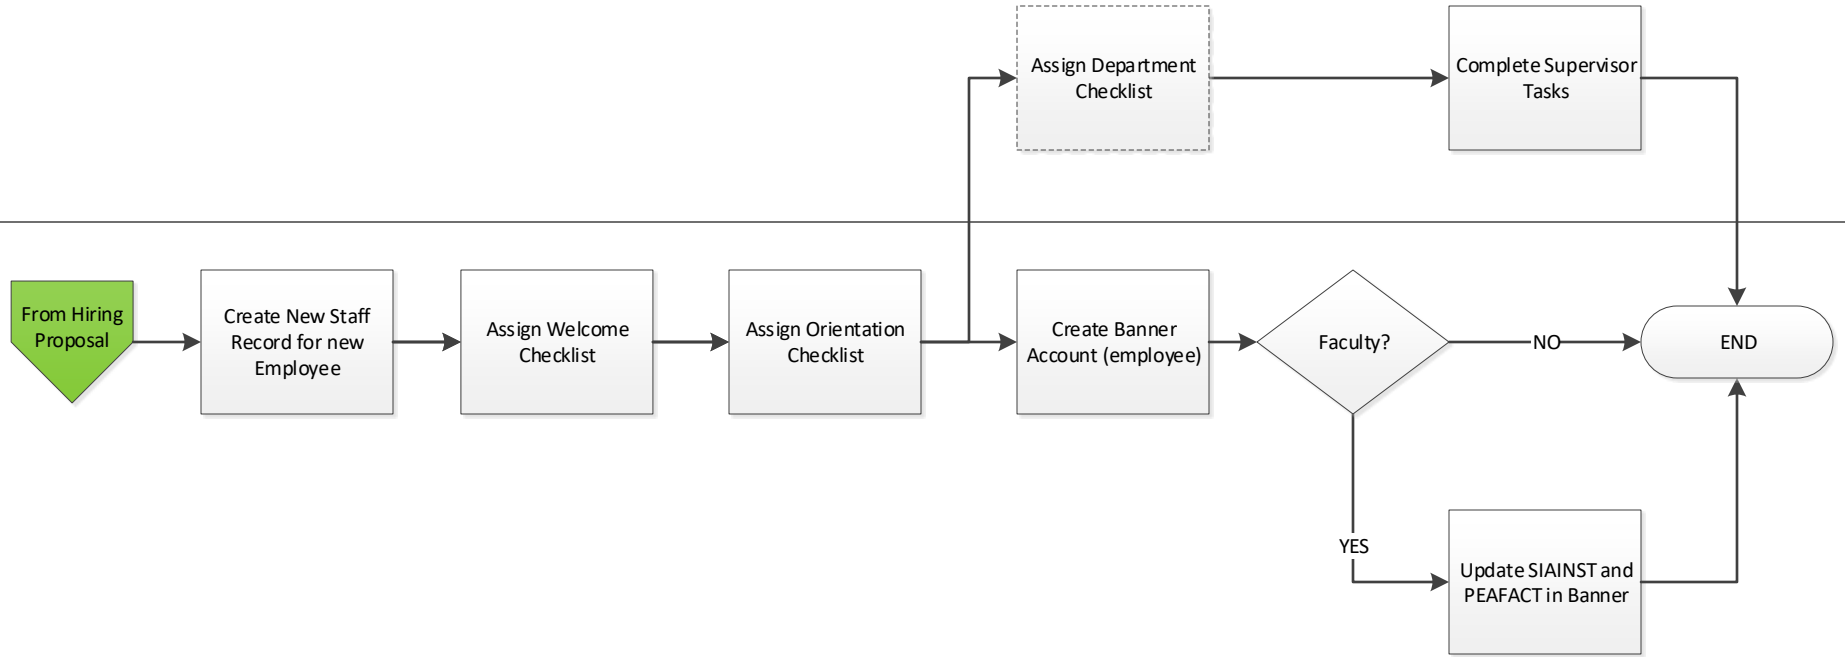 Assign Department
Checklist
Complete Supervisor
Tasks
From Hiring
Proposal
Create New Staff
Record for new
Employee
Assign Welcome
Checklist
Assign Orientation
Checklist
Create Banner
Account (employee)
Faculty?
NO
END
YES
Update SIAINST and
PEAFACT in Banner